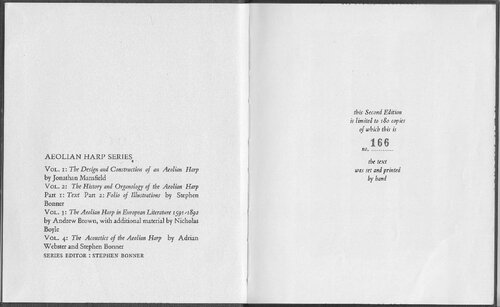 AEOLIAN HARP SERIES
VOL. 1: The Design and Construction of an Aeolian Harp
by Jonathan Mansfield
VOL. 2: The History and Organology of the Aeolian Harp
Part 1: Text Part 2: Folio of Illustrations by Stephen
Bonner
VOL. 3: The Aeolian Harp in European Literature 1591-1892
by Andrew Brown, with additional material by Nicholas
Boyle
VOL. 4: The Acoustics of the Aeolian Harp by Adrian
Webster and Stephen Bonner
SERIES EDITOR : STEPHEN BONNER
this Second Edition
is limited to 180 copies
of which this is
no. 166
the text
was set and printed
by hand